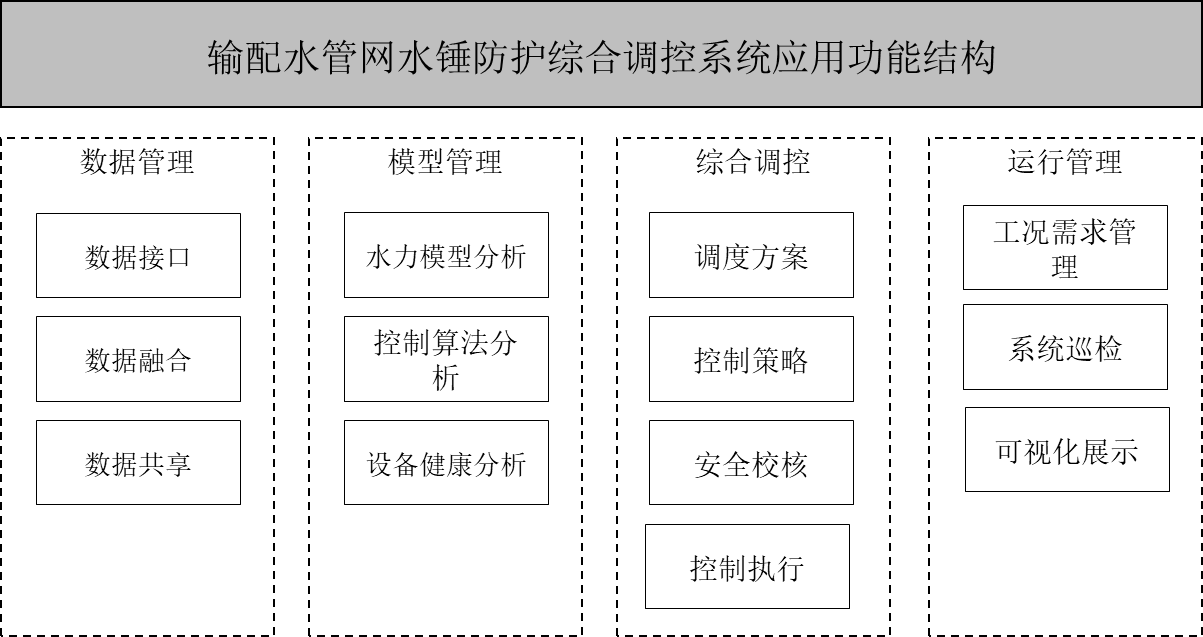 输配水管网水锤防护综合调控系统应用功能结构
数据管理
数据接口
数据融合
数据共享
模型管理
水力模型分析
控制算法分
析
设备健康分析
综合调控
调度方案
控制策略
安全校核
控制执行
运行管理
工况需求管
理
系统巡检
可视化展示